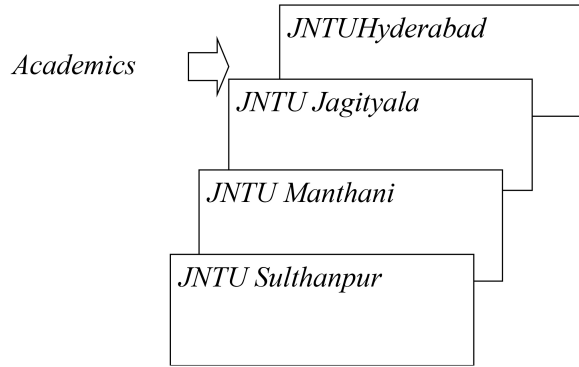 JNTUHyderabad
Academics
JNTU Jagityala
JNTU Manthani
JNTU Sulthanpur